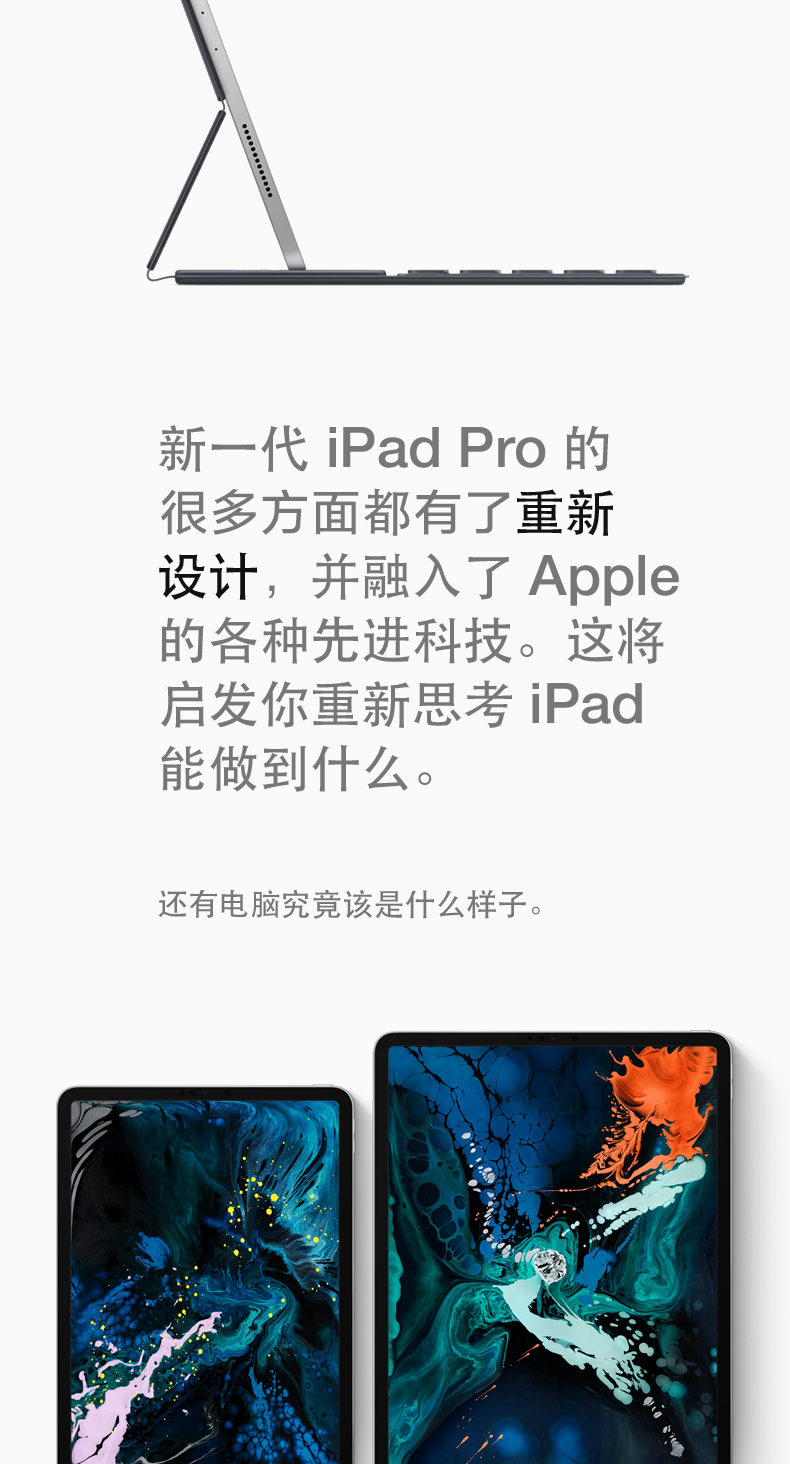 新一代 iPad Pro 的
很多方面都有了重新
设计，并融入了 Apple
的各种先进科技。这将
启发你重新思考 iPad
能做到什么。
还有电脑究竟该是什么样子。